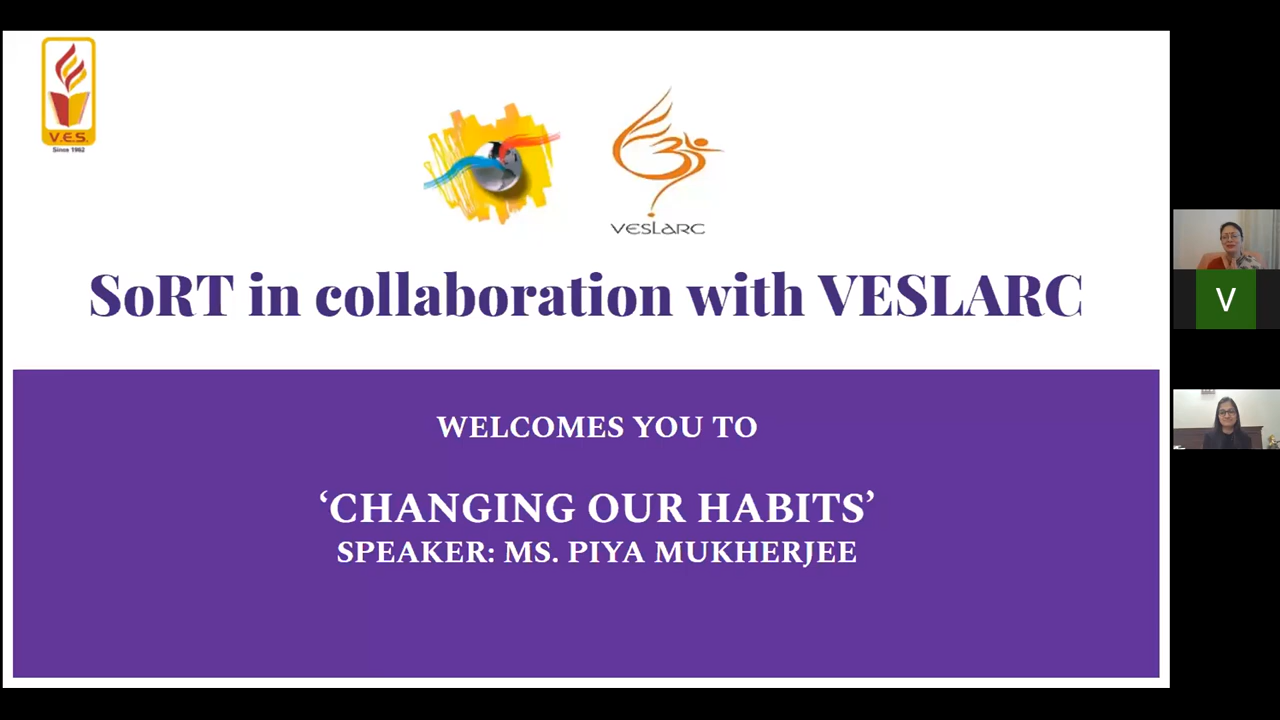 V.E.S.
Since 1962
VESLARC
SoRT in collaboration with VESLARC
WELCOMES YOU TO
‘CHANGING OUR HABITS’
SPEAKER: MS. PIYA MUKHERJEE
V